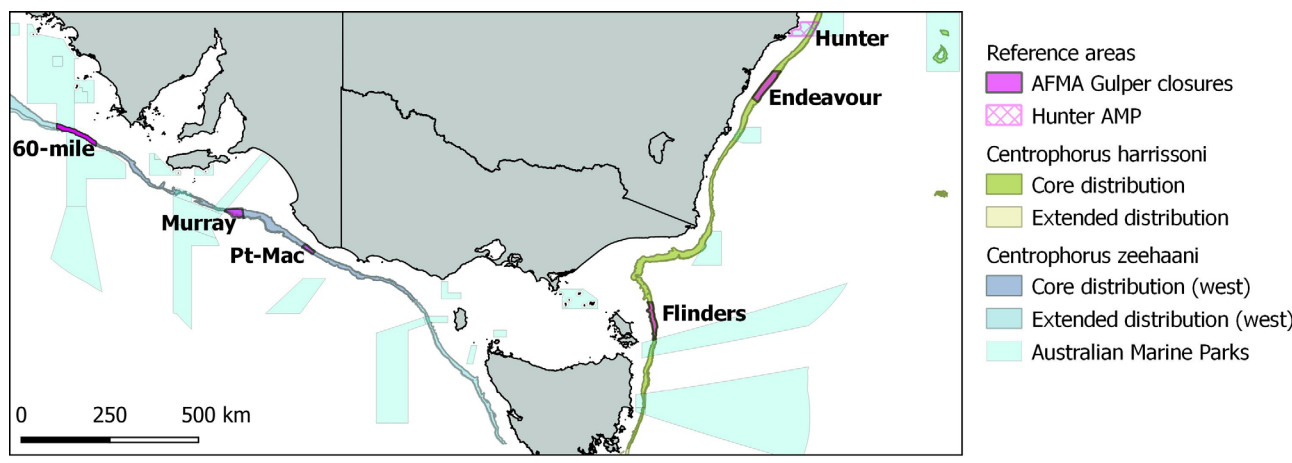 Hunter
Endeavour
60-mile
Murray
Pt-Mac
Flinders
0 250 500 km
Reference areas
AFMA Gulper closures
Hunter AMP
Centrophorus harrissoni
Core distribution
Extended distribution
Centrophorus zeehaani
Core distribution (west)
Extended distribution (west)
Australian Marine Parks